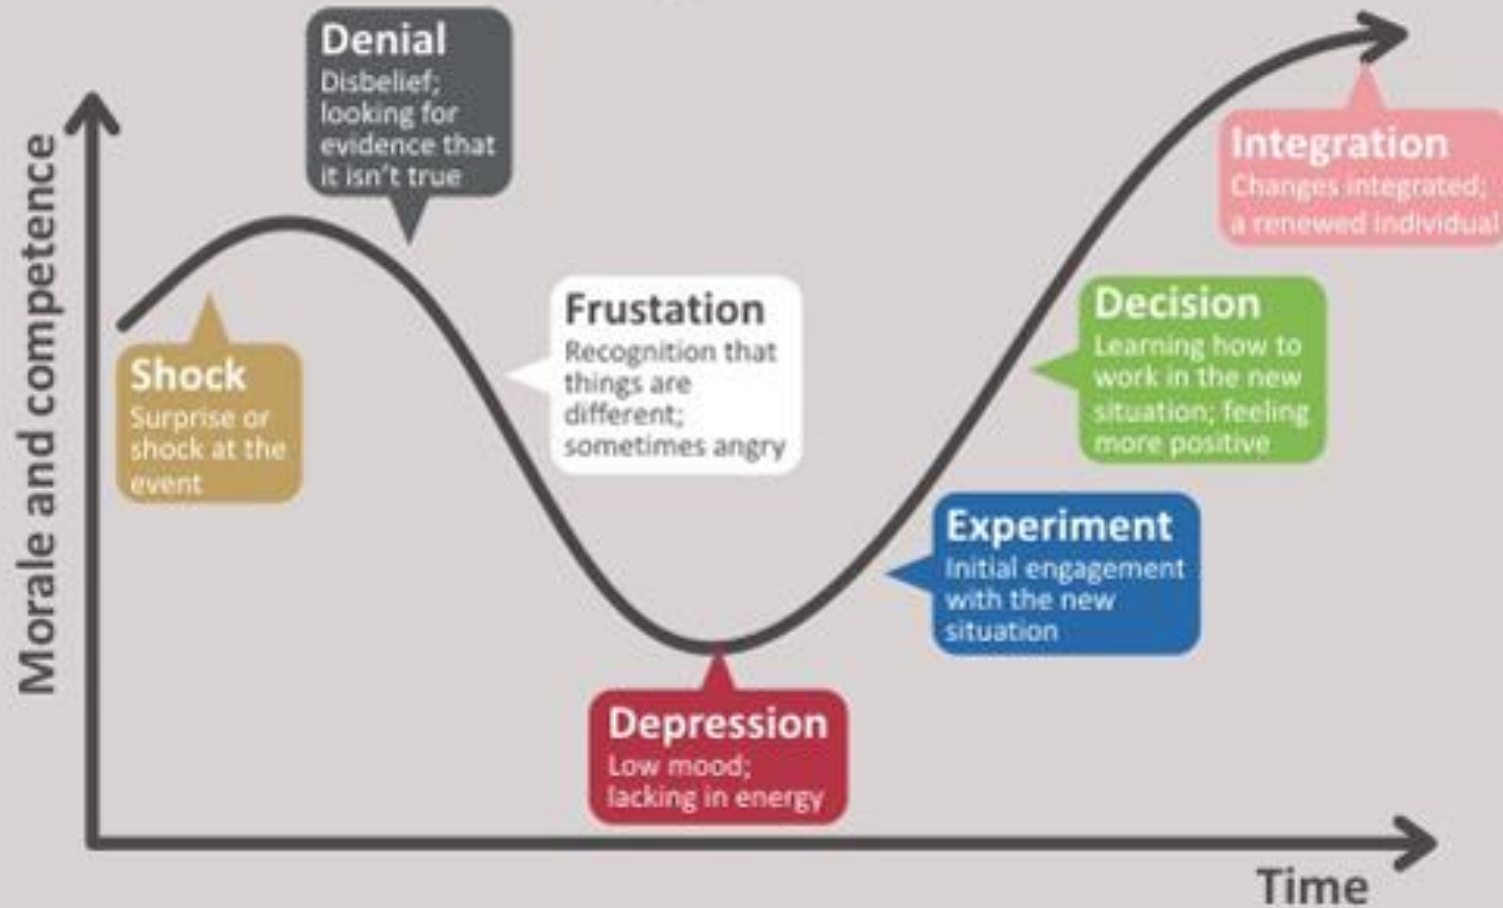 Denial
Disbelief;
looking for
evidence that
it isn't true
Morale and competence
Shock
Surprise or
shock at the
event
Frustation
Recognition that
things are
different;
sometimes angry
Depression
Low mood;
lacking in energy
Experiment
Initial engagement
with the new
situation
Decision
Learning how to
work in the new
situation; feeling
more positive
Integration
Changes integrated;
a renewed individual
Time